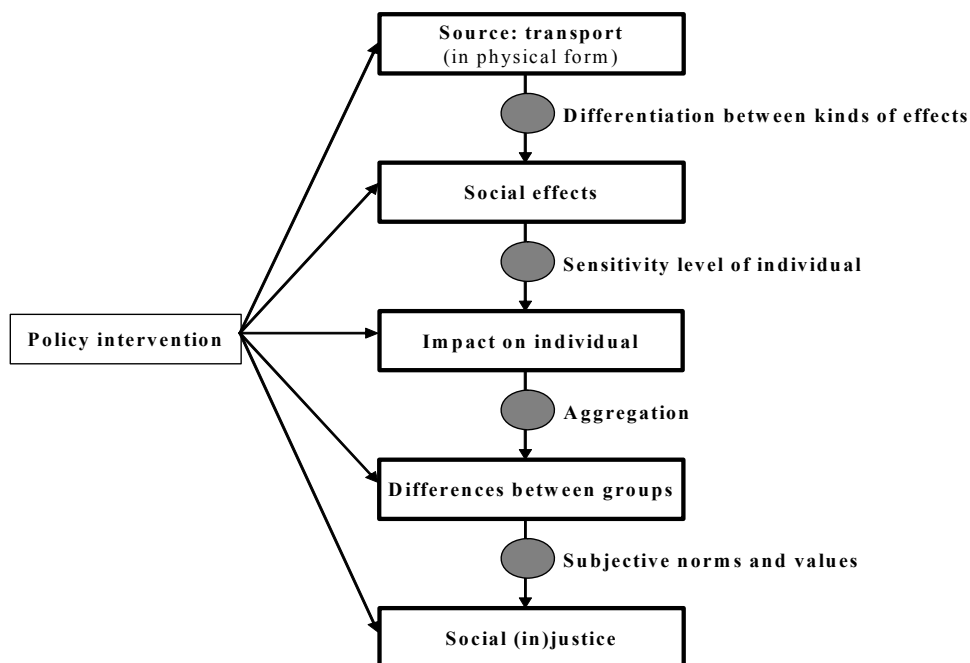 Source: transport
(in physical form)
Differentiation between kinds of effects
Social effects
Sensitivity level of individual
Policy intervention
Impact on individual
Aggregation
Differences between groups
Subjective norms and values
Social (in)justice